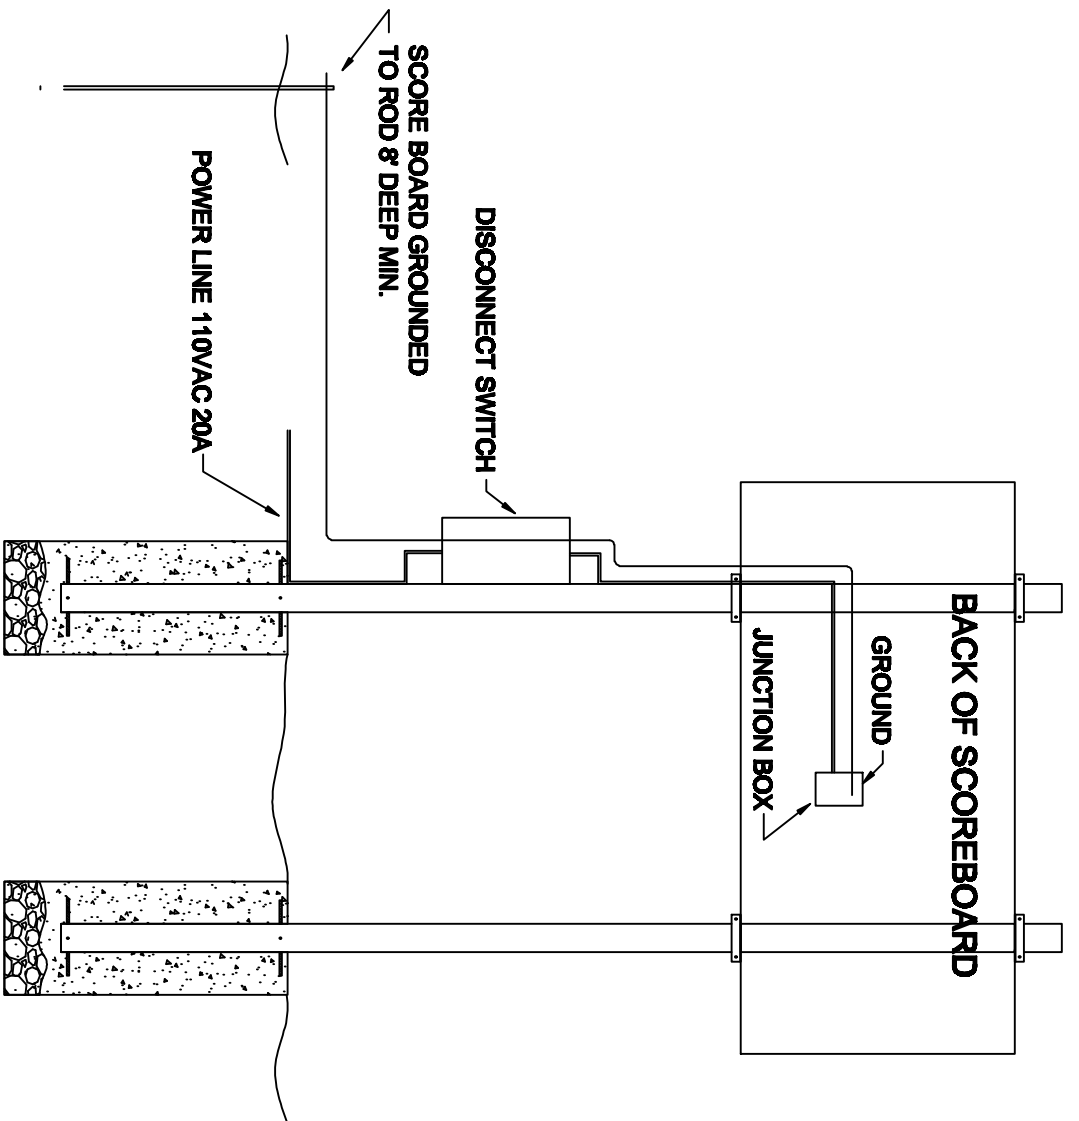 BACK OF SCOREBOARD
GROUND
JUNCTION BOX
DISCONNECT SWITCH
SCORE BOARD GROUNDED
TO ROD 8' DEEP MIN.
POWER LINE 110VAC 20A